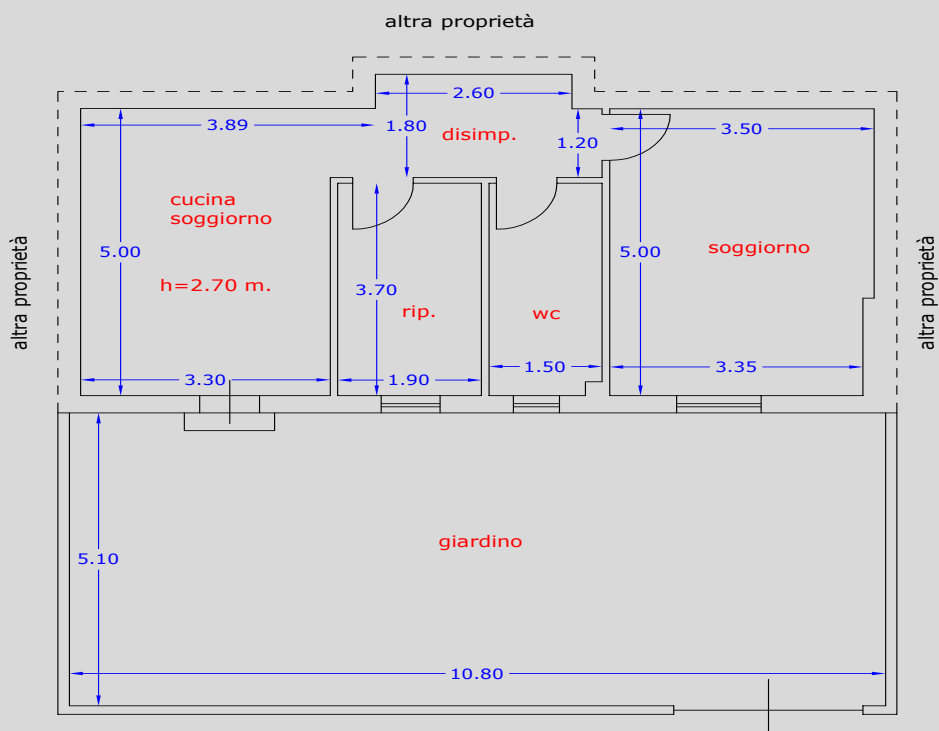 altra proprietà
2.60
3.89
1.80
disimp.
1.20
3.50
cucina
soggiorno
5.00
h=2.70 m.
3.70
rip.
wc
5.00
soggiorno
altra proprietà
altra proprietà
3.30
1.90
1.50
3.35
giardino
5.10
10.80